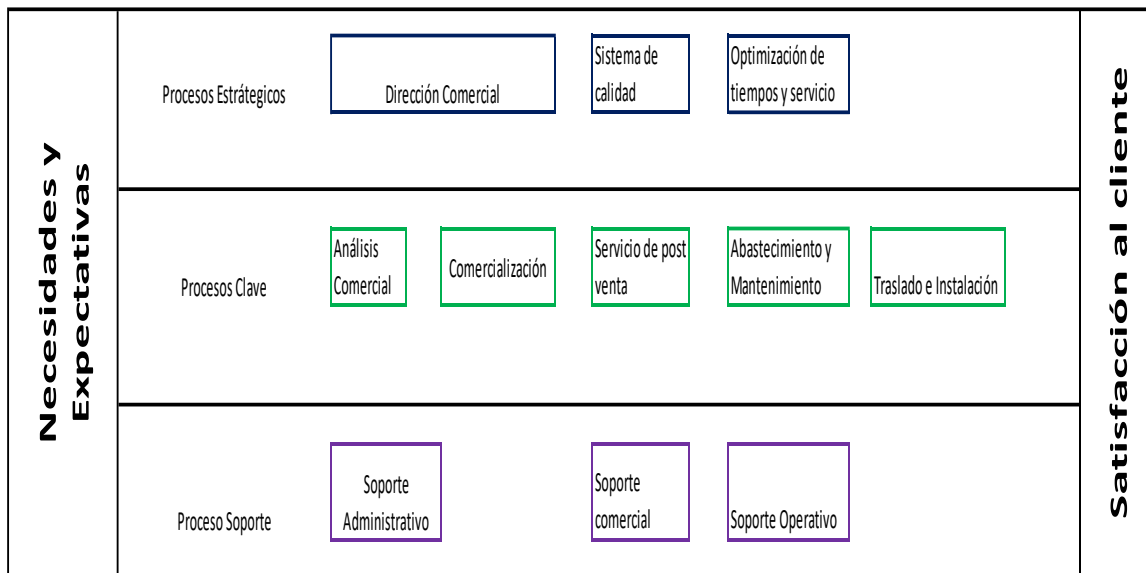 Necesidades y
Expectativas
Procesos Estrátegicos
Dirección Comercial
Sistema de
calidad
Optimización de
tiempos y servicio
Procesos Clave
Análisis
Comercial
Comercialización
Servicio de post
venta
Abastecimiento y
Mantenimiento
Traslado e Instalación
Proceso Soporte
Soporte
Administrativo
Soporte
comercial
Soporte Operativo
Satisfacción al cliente